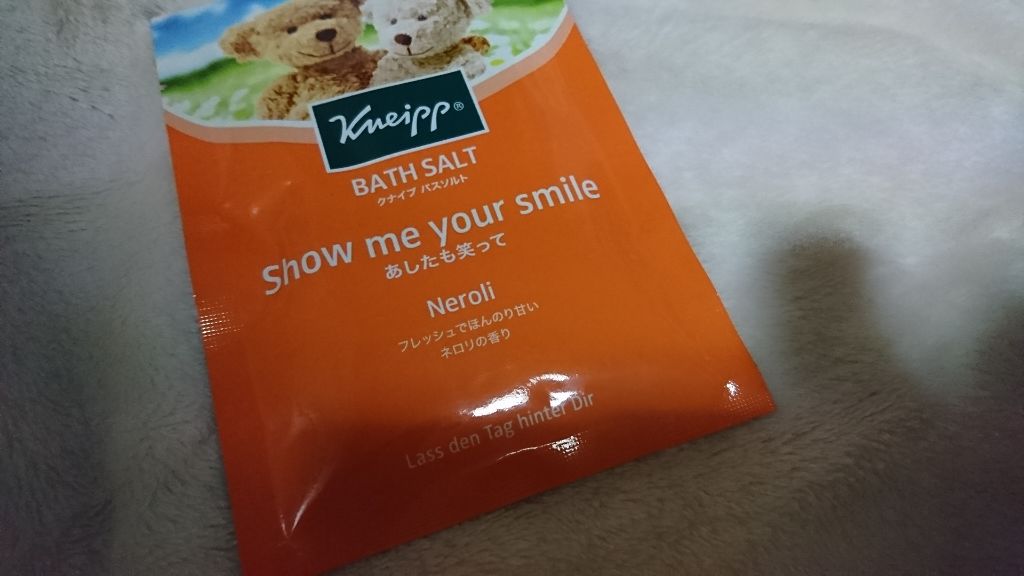 Kneipp®
BATH SALT
クナイプ バスソルト
Show me your smile
あしたも笑って
Neroli
フレッシュでほんのり甘い
ネロリの香り
Lass den Tag hinter Dir